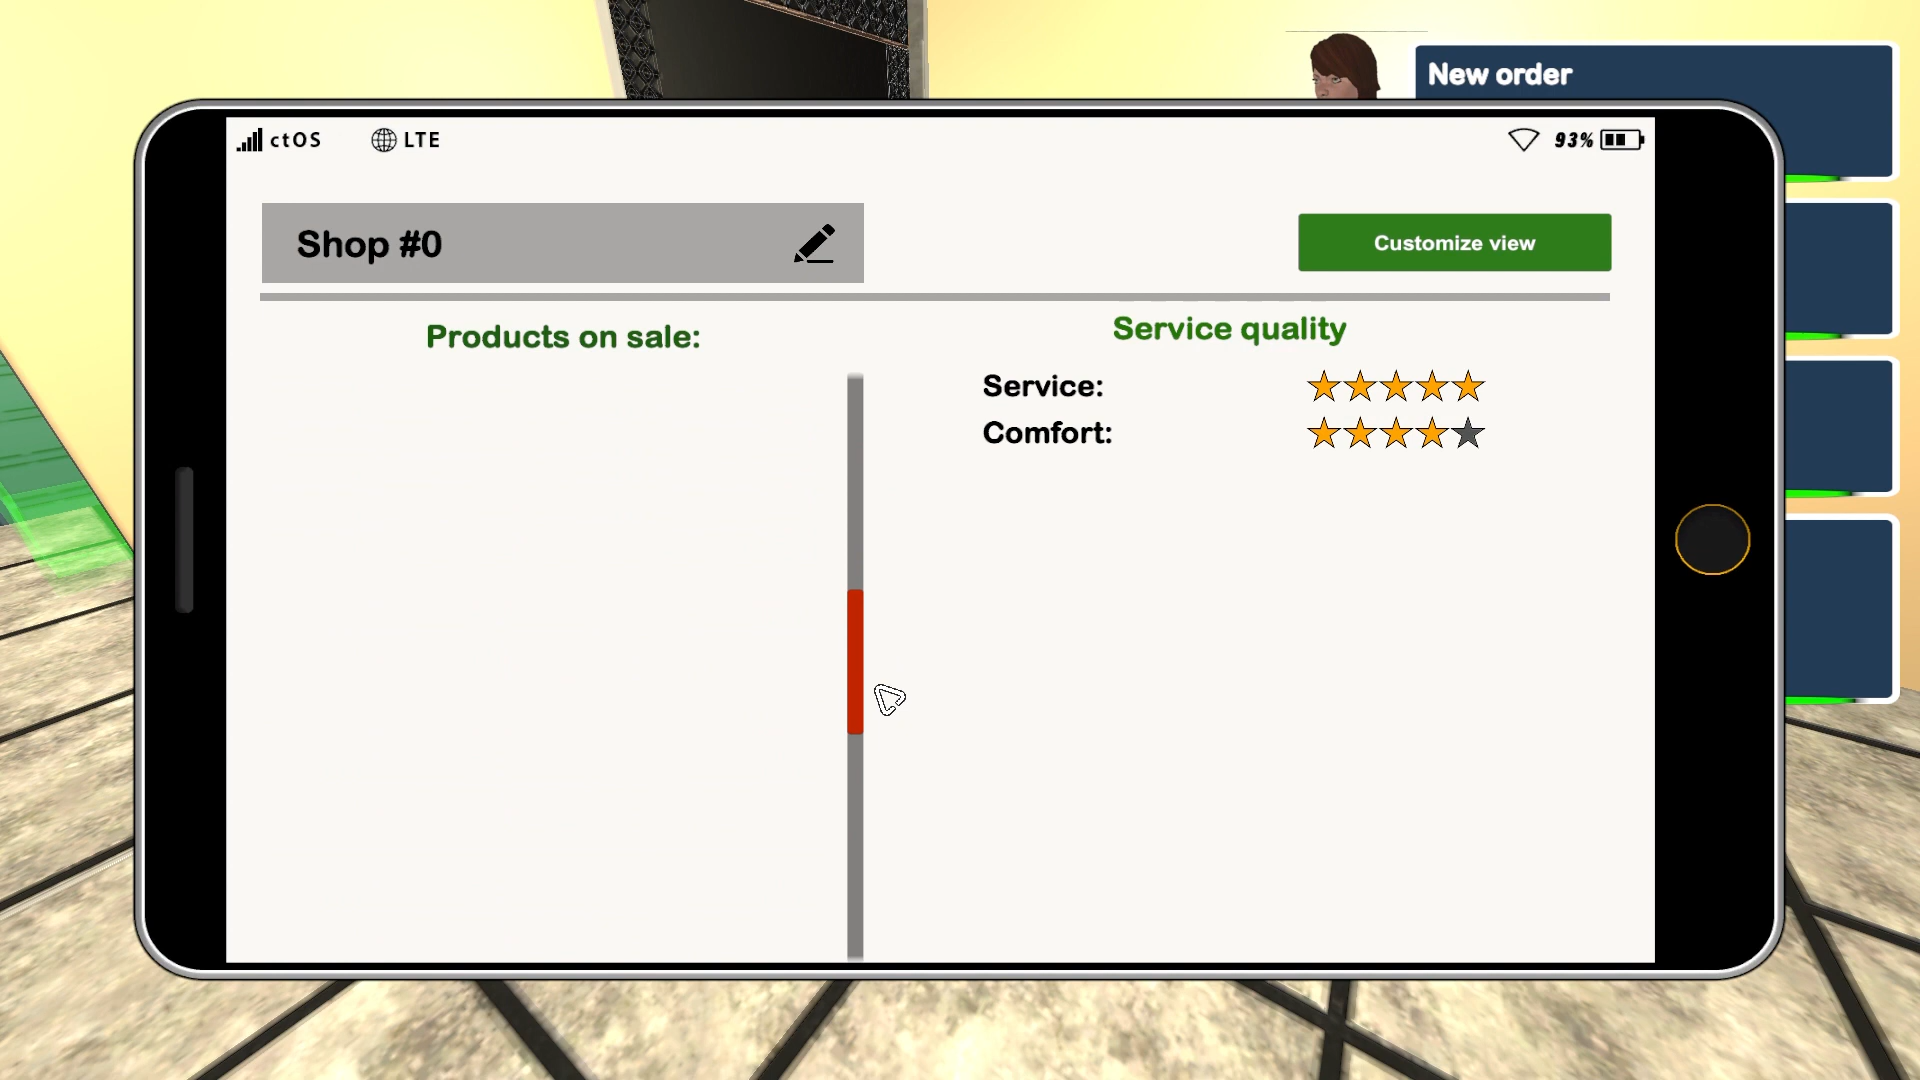 New order
ctOS LTE 93%
Shop #0
Customize view
Products on sale:
Service quality
Service:
Comfort: